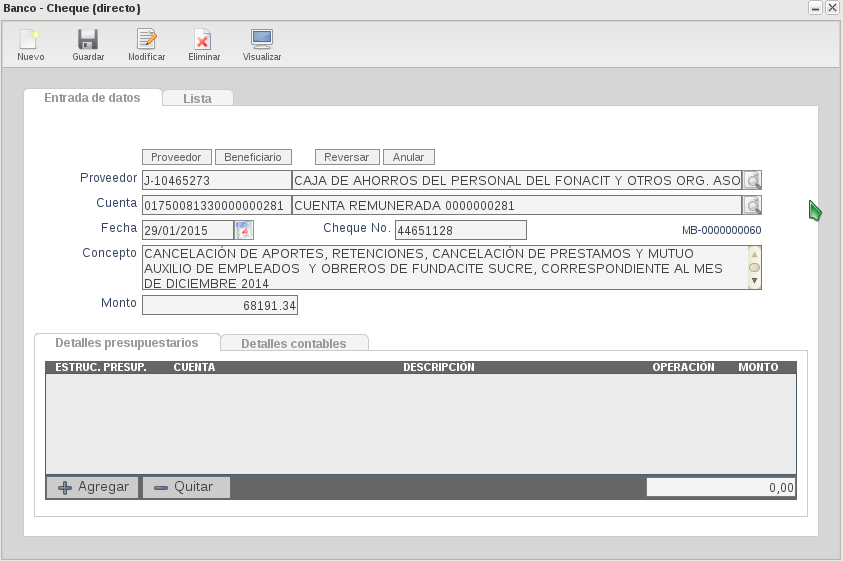 Banco - Cheque (directo)
Nuevo Guardar Modificar Eliminar Visualizar
Entrada de datos Lista
Proveedor Beneficiario Reversar Anular
Proveedor J-10465273 CAJA DE AHORROS DEL PERSONAL DEL FONACIT Y OTROS ORG. ASO
Cuenta 01750081330000000281 CUENTA REMUNERADA 0000000281
Fecha 29/01/2015 Cheque No. 44651128 MB-0000000060
Concepto CANCELACIÓN DE APORTES, RETENCIONES, CANCELACIÓN DE PRESTAMOS Y MUTUO
AUXILIO DE EMPLEADOS Y OBREROS DE FUNDACITE SUCRE, CORRESPONDIENTE AL MES
DE DICIEMBRE 2014
Monto 68191.34
Detalles presupuestarios Detalles contables
ESTRUC. PRESUP. CUENTA DESCRIPCIÓN OPERACIÓN MONTO
Agregar Quitar 0,00